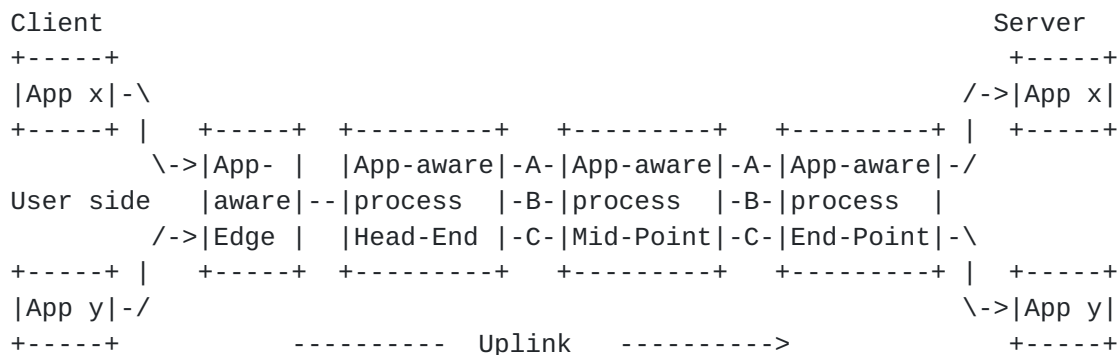 Client                                                   Server
+-----+                                                   +-----+
|App x|-\                                              /->|App x|
+-----+ |   +-----+  +---------+   +---------+   +---------+ |  +-----+
         \->|App- |  |App-aware|-A-|App-aware|-A-|App-aware|-/
User side   |aware|--|process  |-B-|process  |-B-|process  |
         /->|Edge |  |Head-End |-C-|Mid-Point|-C-|End-Point|-\
+-----+ |   +-----+  +---------+   +---------+   +---------+ |  +-----+
|App y|-/                                              \->|App y|
+-----+          ---------- Uplink   ---------->             +-----+